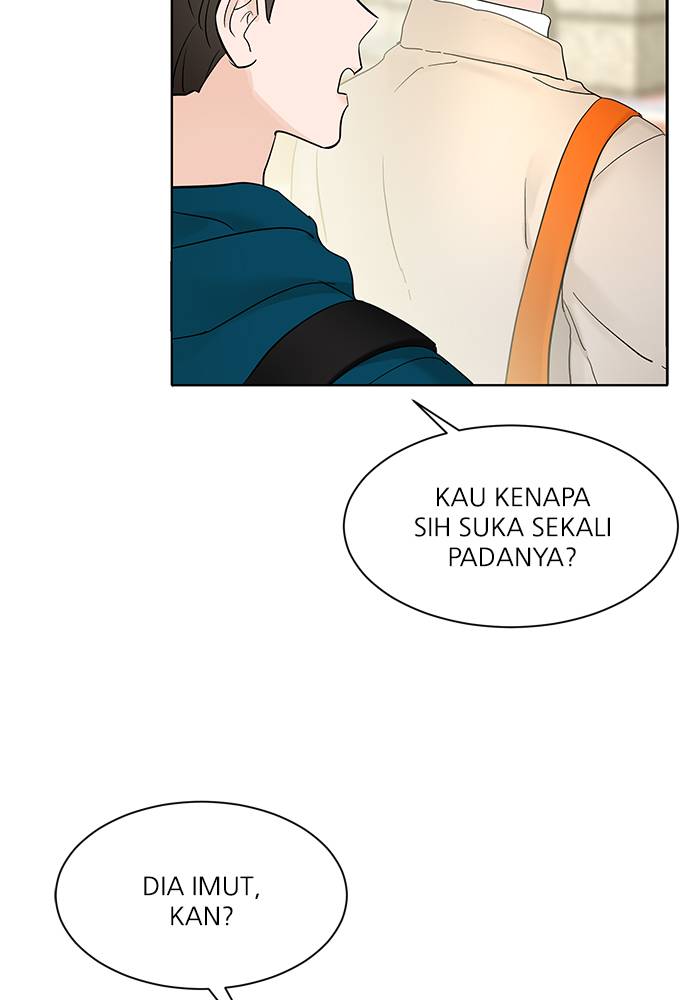 KAU KENAPA
SIH SUKA SEKALI
PADANYA?
DIA IMUT,
KAN?